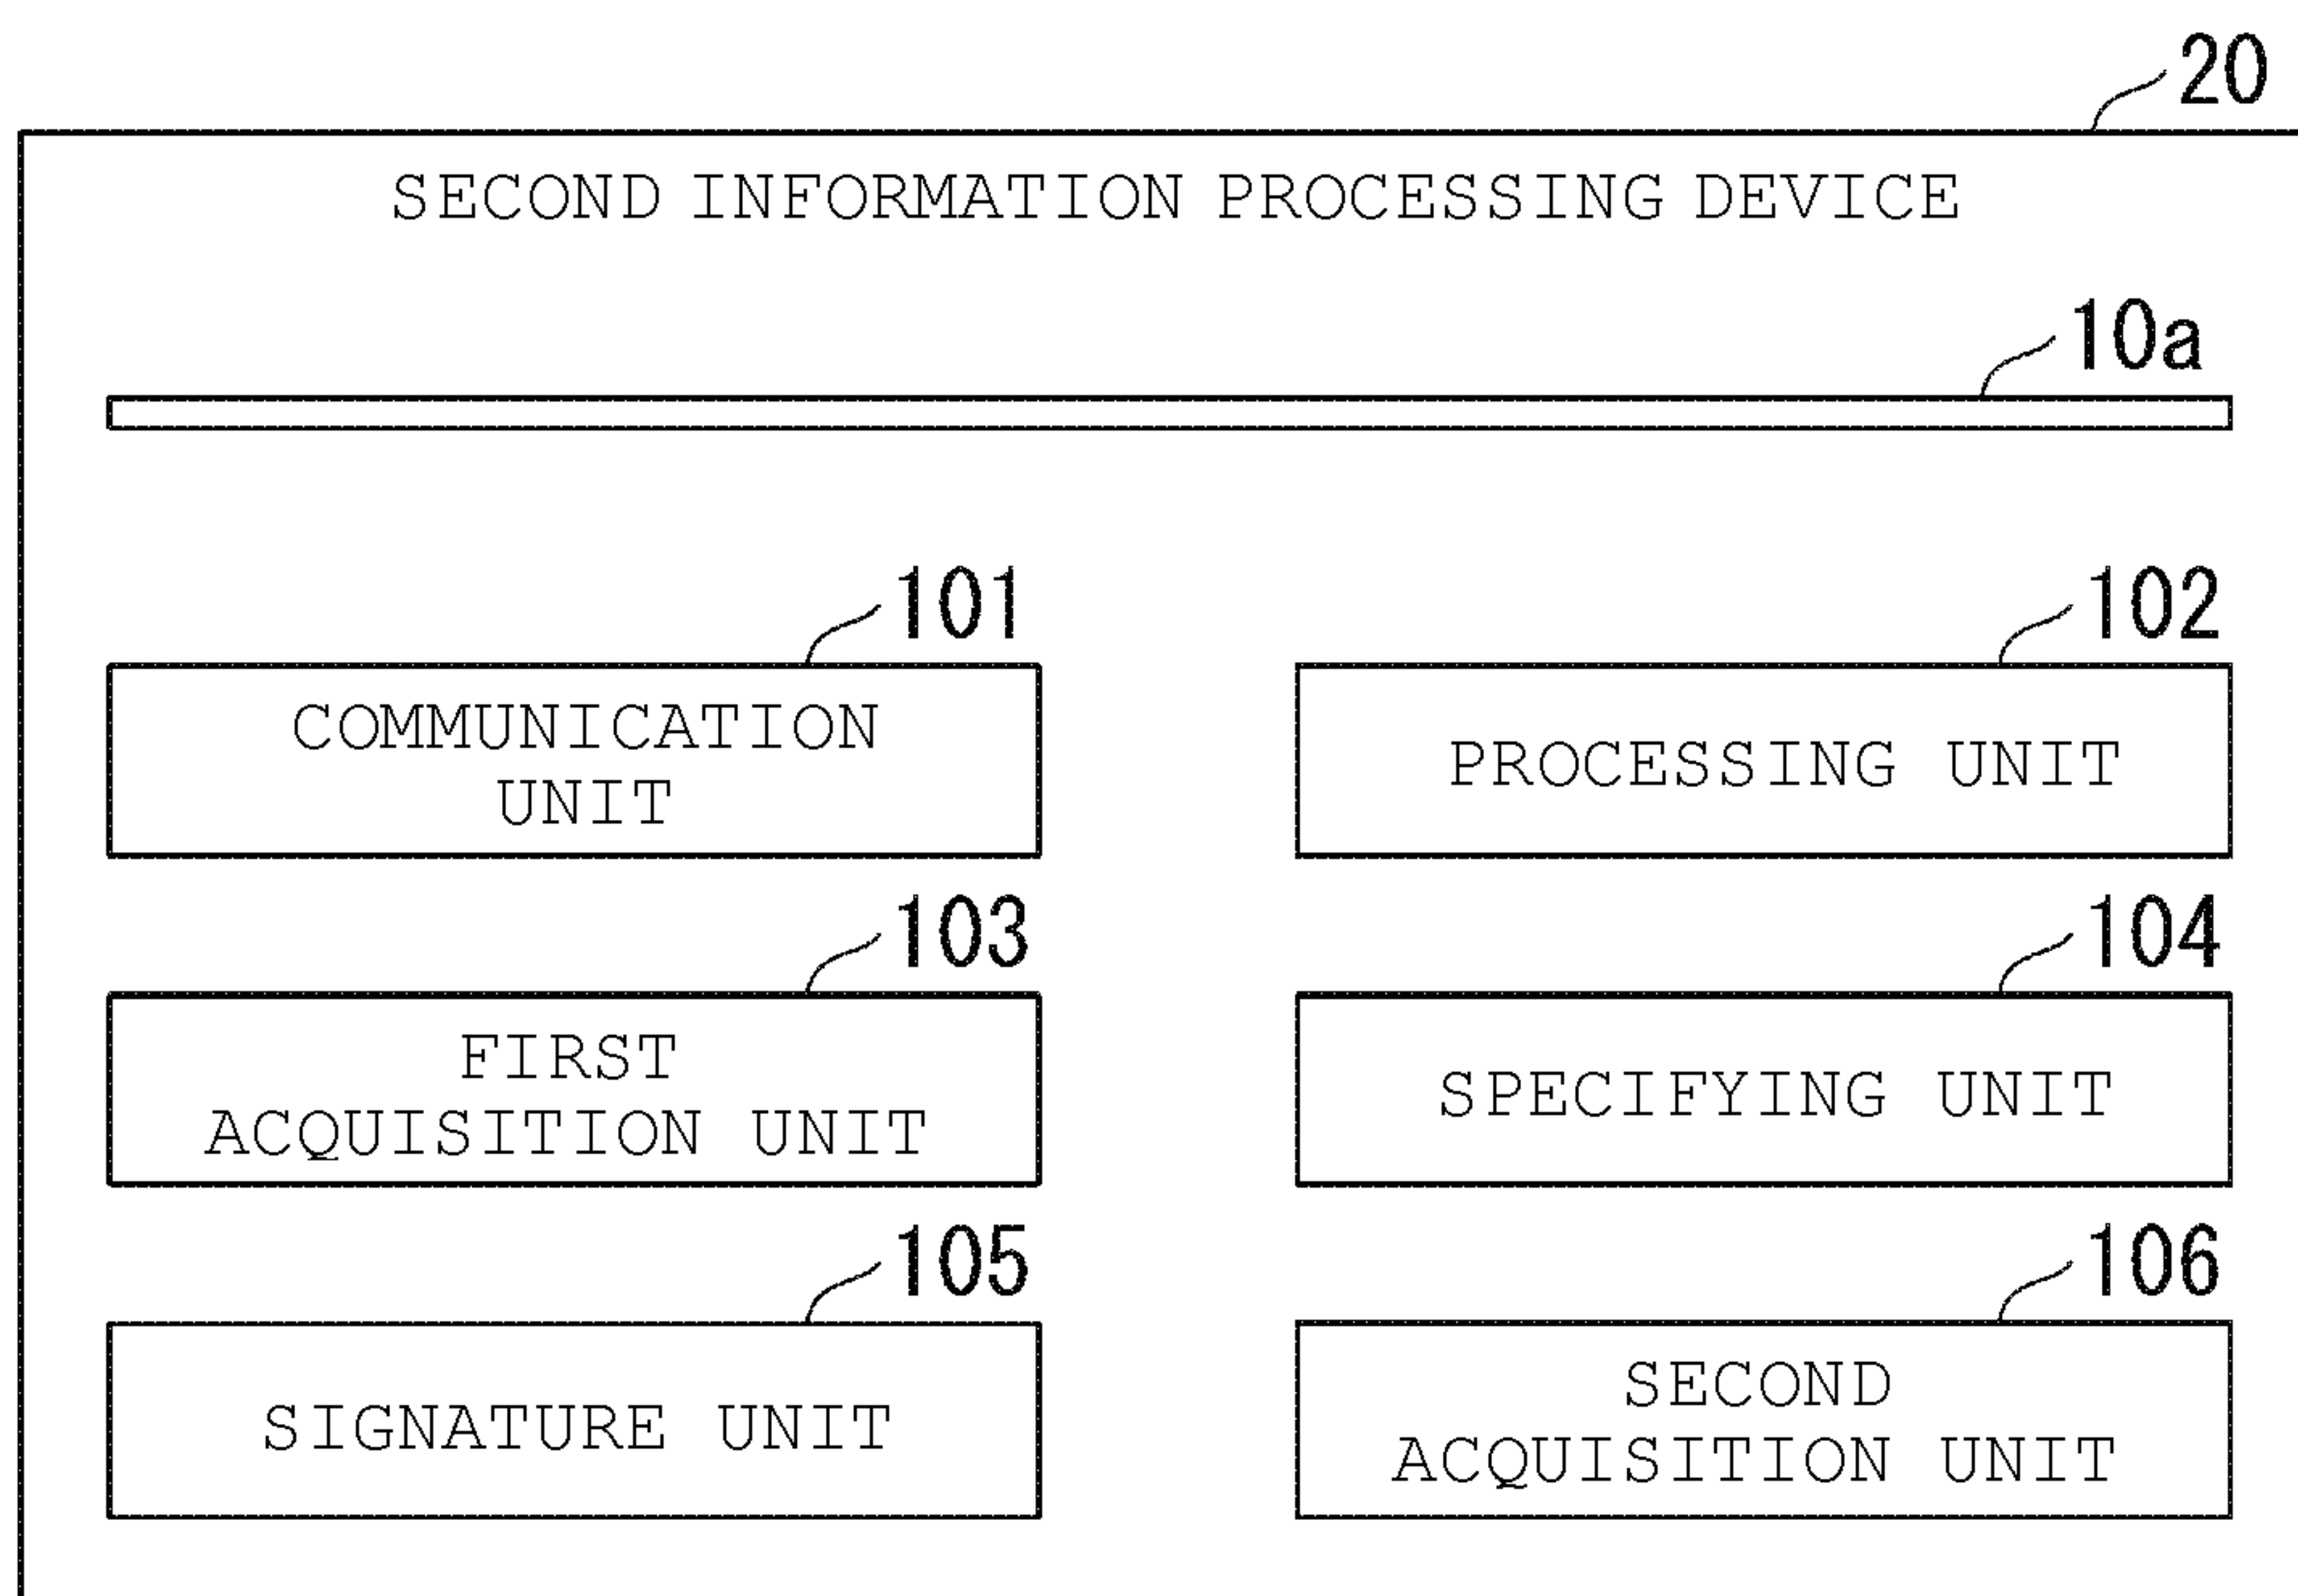 20
SECOND INFORMATION PROCESSING DEVICE
10a
101
102
COMMUNICATION
UNIT
PROCESSING UNIT
103
104
FIRST
ACQUISITION UNIT
SPECIFYING UNIT
105
106
SIGNATURE UNIT
SECOND
ACQUISITION UNIT